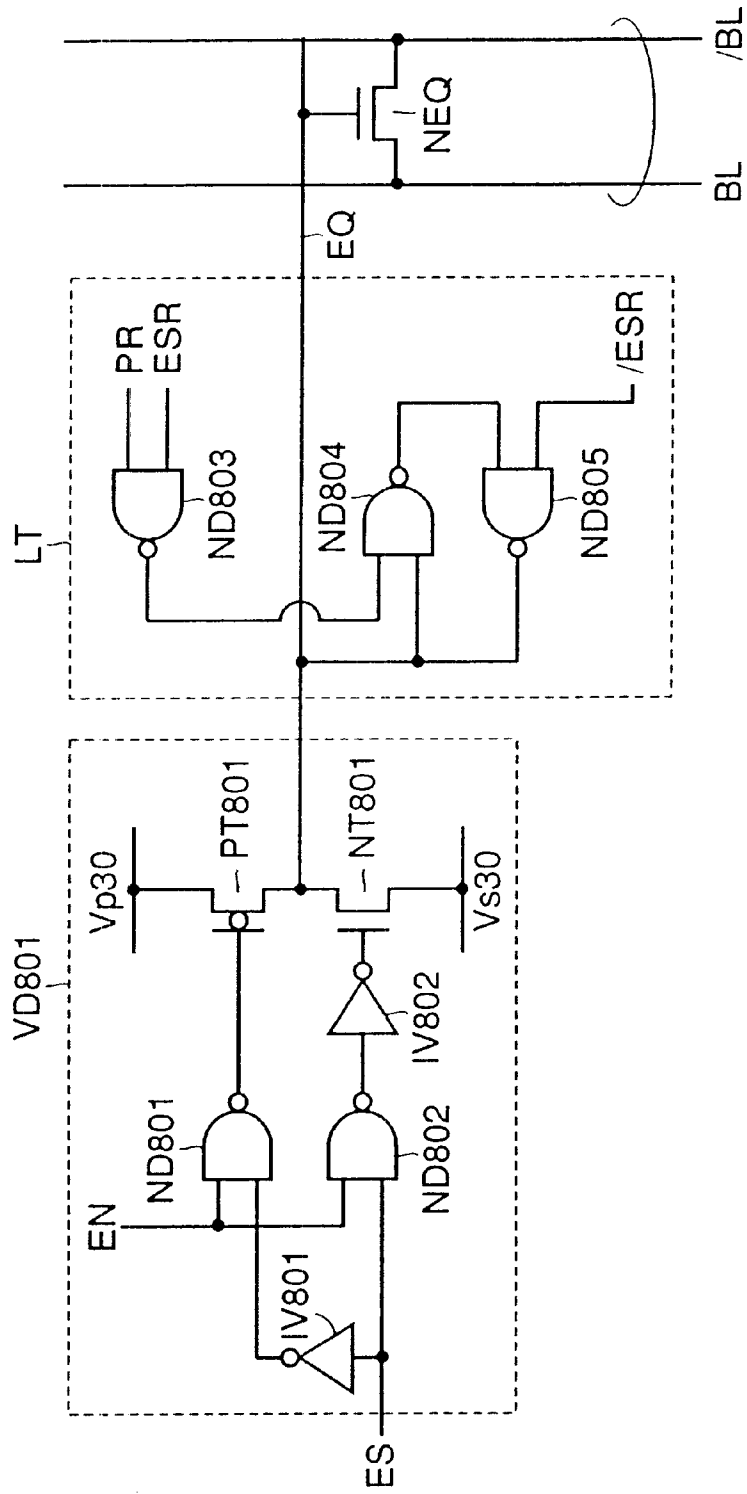 VD801
LT
Vp30
PR
ESR
EN
ND801
PT801
ND803
EQ
IV801
NT801
ND804
NEQ
ND802
IV802
ND805
ES
Vs30
/ESR
BL
/BL